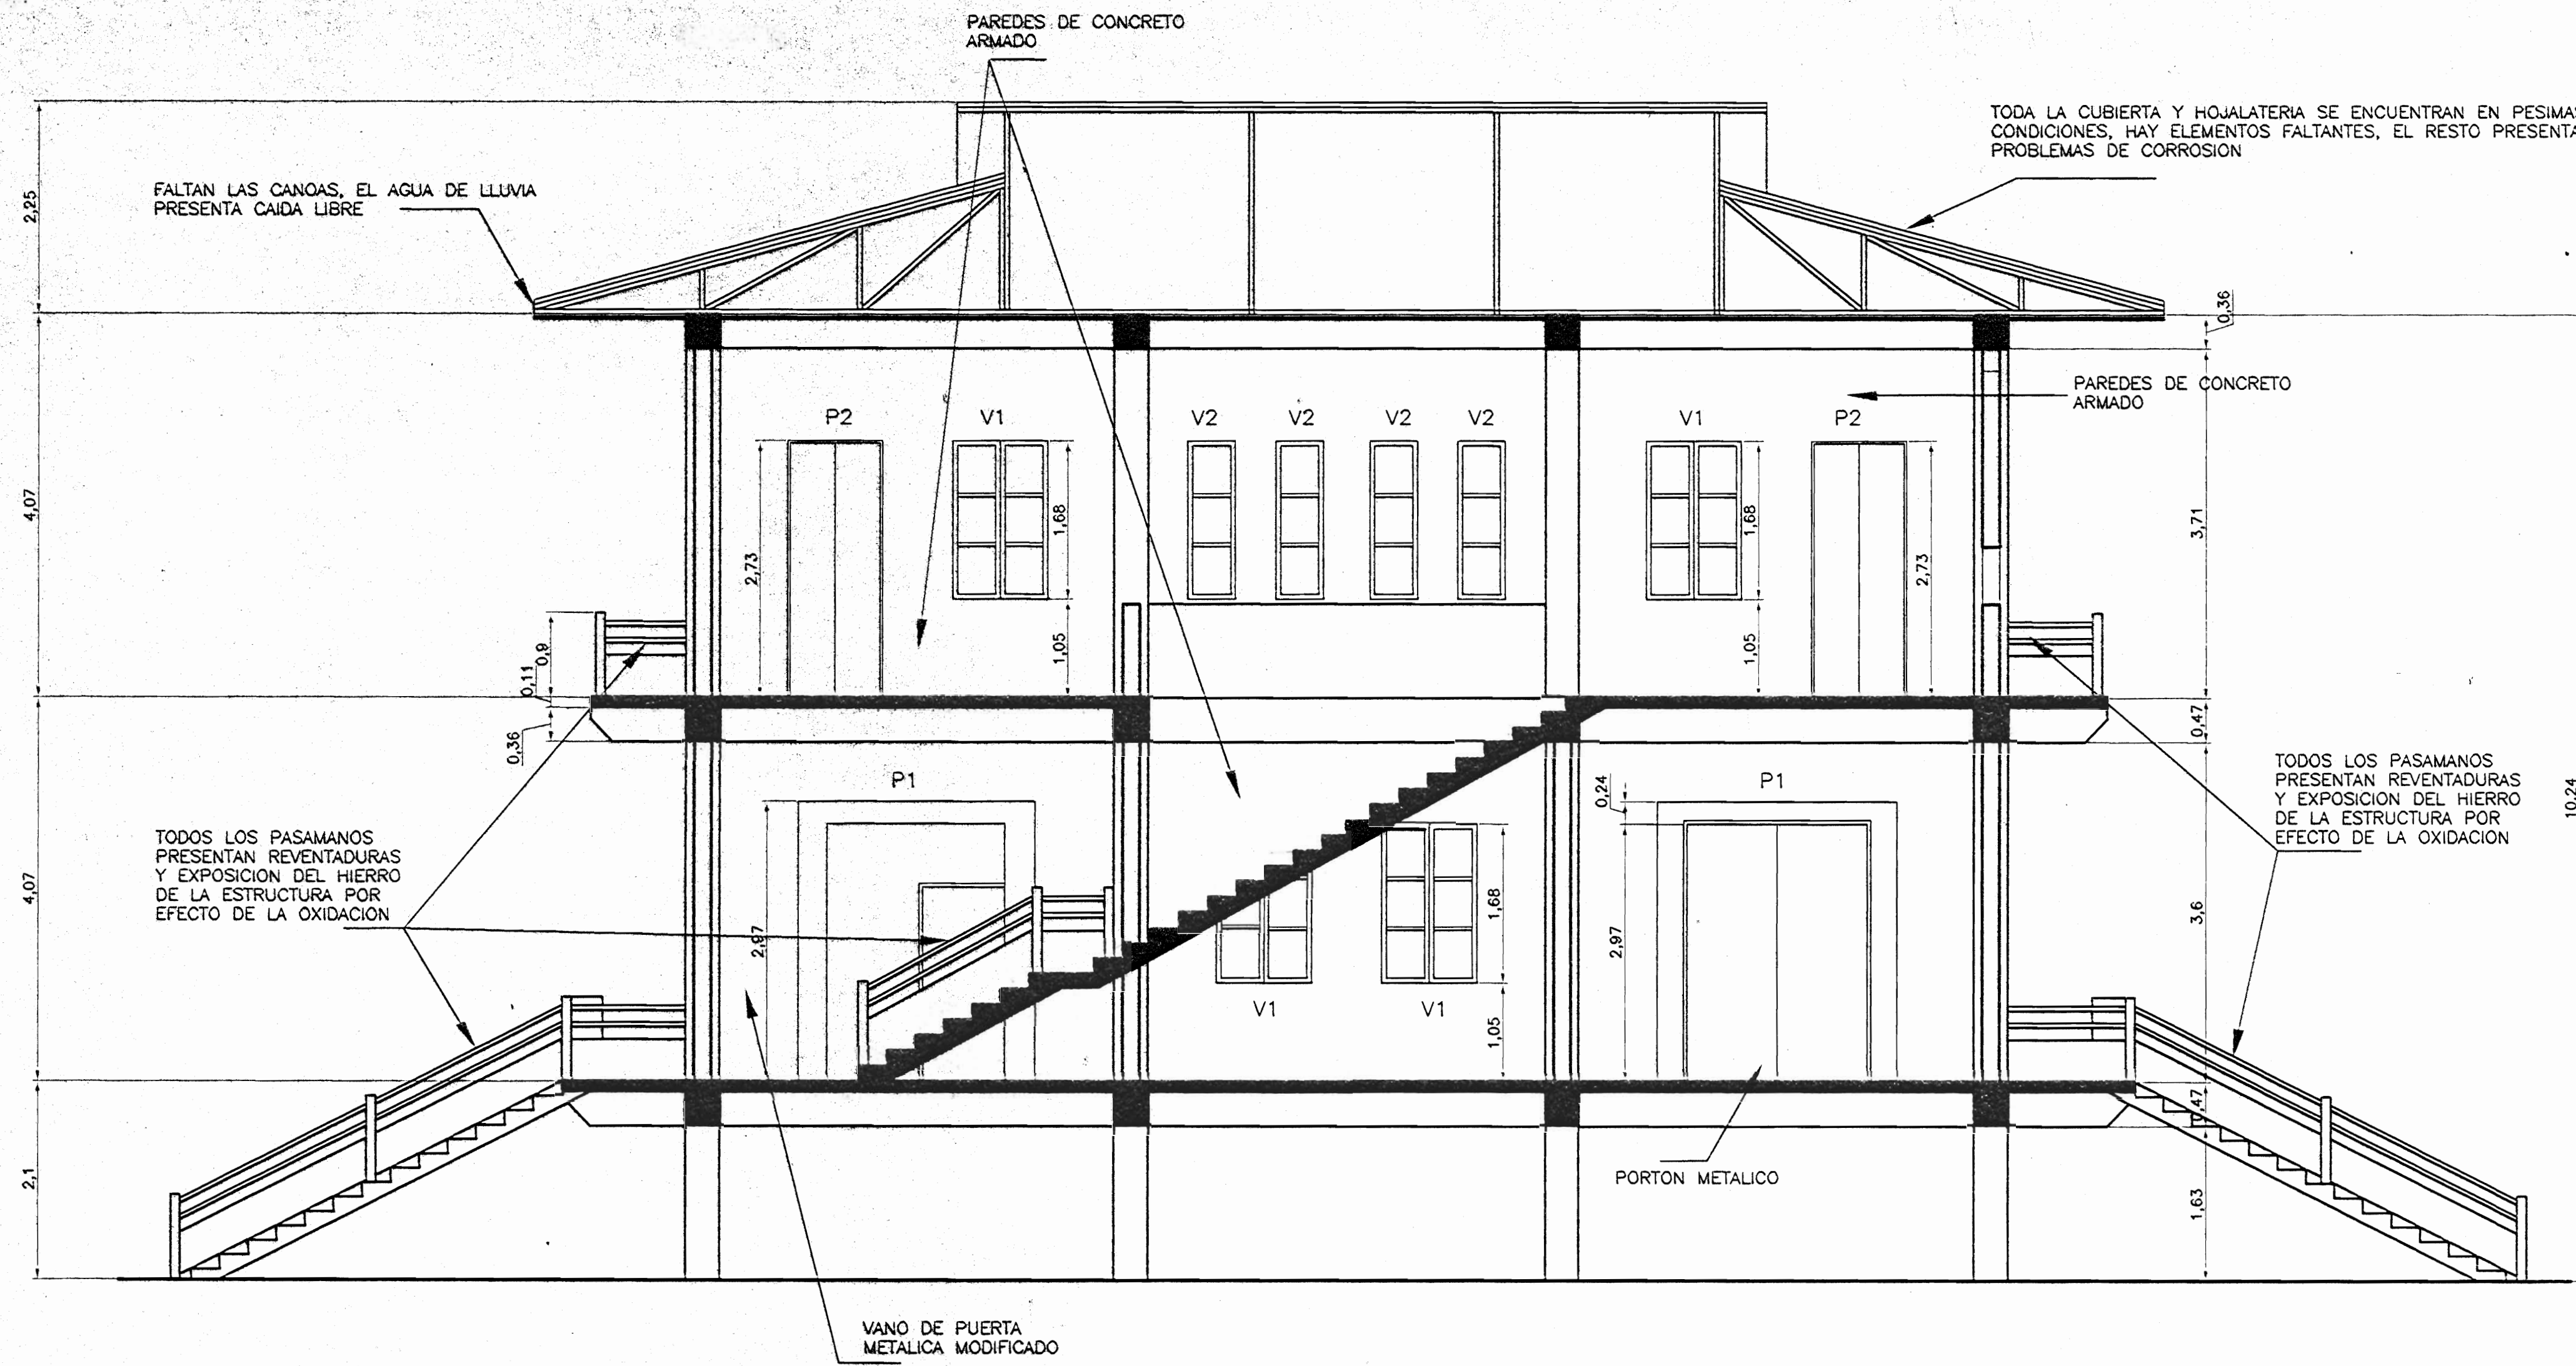 PAREDES DE CONCRETO
ARMADO
TODA LA CUBIERTA Y HOJALATERIA SE ENCUENTRAN EN PESIMAS
CONDICIONES, HAY ELEMENTOS FALTANTES, EL RESTO PRESENTA
PROBLEMAS DE CORROSION
FALTAN LAS CANOAS, EL AGUA DE LLUVIA
PRESENTA CAIDA LIBRE
2,25
0,36
PAREDES DE CONCRETO
ARMADO
P2
V1
V2
V2
V2
V2
V1
P2
4,07
2,73
1,68
1,68
2,73
3,71
1,05
1,05
0,9
0,11
0,36
0,47
TODOS LOS PASAMANOS
PRESENTAN REVENTADURAS
Y EXPOSICION DEL HIERRO
DE LA ESTRUCTURA POR
EFECTO DE LA OXIDACION
10,24
P1
P1
0,24
TODOS LOS PASAMANOS
PRESENTAN REVENTADURAS
Y EXPOSICION DEL HIERRO
DE LA ESTRUCTURA POR
EFECTO DE LA OXIDACION
4,07
2,97
1,68
2,97
3,6
V1
V1
1,05
0,47
2,1
1,63
PORTON METALICO
VANO DE PUERTA
METALICA MODIFICADO